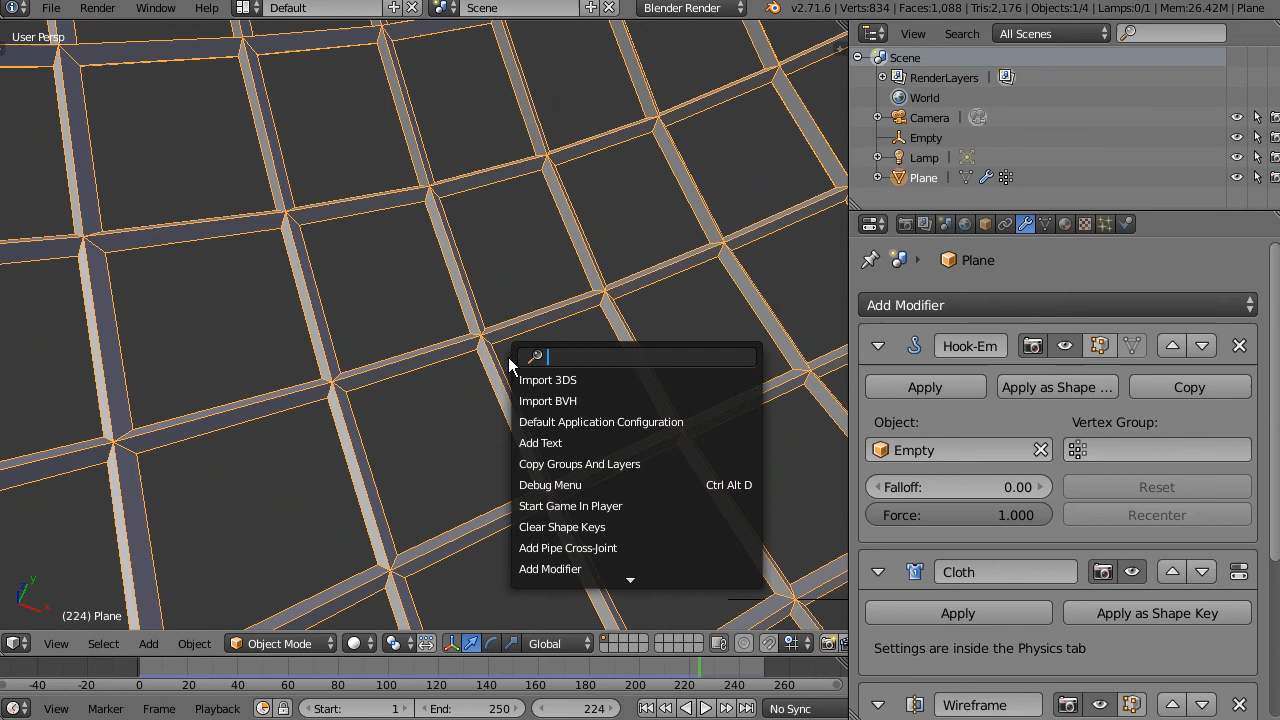 File
Render
Window
Help
Default
Scene
Blender Render
v2.71.6 | Verts:834 | Faces:1,088 | Tris:2,176 | Objects:1/4 | Lamps:0/1 | Mem:26.42M | Plane
User Persp
View
Search
All Scenes
Scene
RenderLayers
World
Camera
Empty
Lamp
Plane
Plane
Add Modifier
Hook-Em
Apply
Apply as Shape ...
Copy
Object:
Vertex Group:
Empty
Falloff: 0.00
Reset
Force: 1.000
Recenter
Cloth
Apply
Apply as Shape Key
Settings are inside the Physics tab
Wireframe
Import 3DS
Import BVH
Default Application Configuration
Add Text
Copy Groups And Layers
Debug Menu Ctrl Alt D
Start Game In Player
Clear Shape Keys
Add Pipe Cross-Joint
Add Modifier
y
x
(224) Plane
View
Select
Add
Object
Object Mode
Global
-40 -20 0 20 40 60 80 100 120 140 160 180 200 220 240 260
View
Marker
Frame
Playback
Start: 1
End: 250
224
No Sync